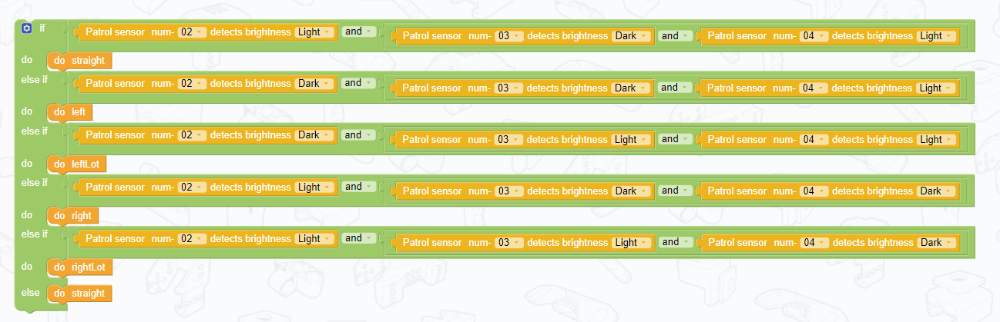 if Patrol sensor num- 02 detects brightness Light and Patrol sensor num- 03 detects brightness Dark and Patrol sensor num- 04 detects brightness Light
do do straight
else if Patrol sensor num- 02 detects brightness Dark and Patrol sensor num- 03 detects brightness Dark and Patrol sensor num- 04 detects brightness Light
do do left
else if Patrol sensor num- 02 detects brightness Dark and Patrol sensor num- 03 detects brightness Light and Patrol sensor num- 04 detects brightness Light
do do leftLot
else if Patrol sensor num- 02 detects brightness Light and Patrol sensor num- 03 detects brightness Dark and Patrol sensor num- 04 detects brightness Dark
do do right
else if Patrol sensor num- 02 detects brightness Light and Patrol sensor num- 03 detects brightness Light and Patrol sensor num- 04 detects brightness Dark
do do rightLot
else do straight